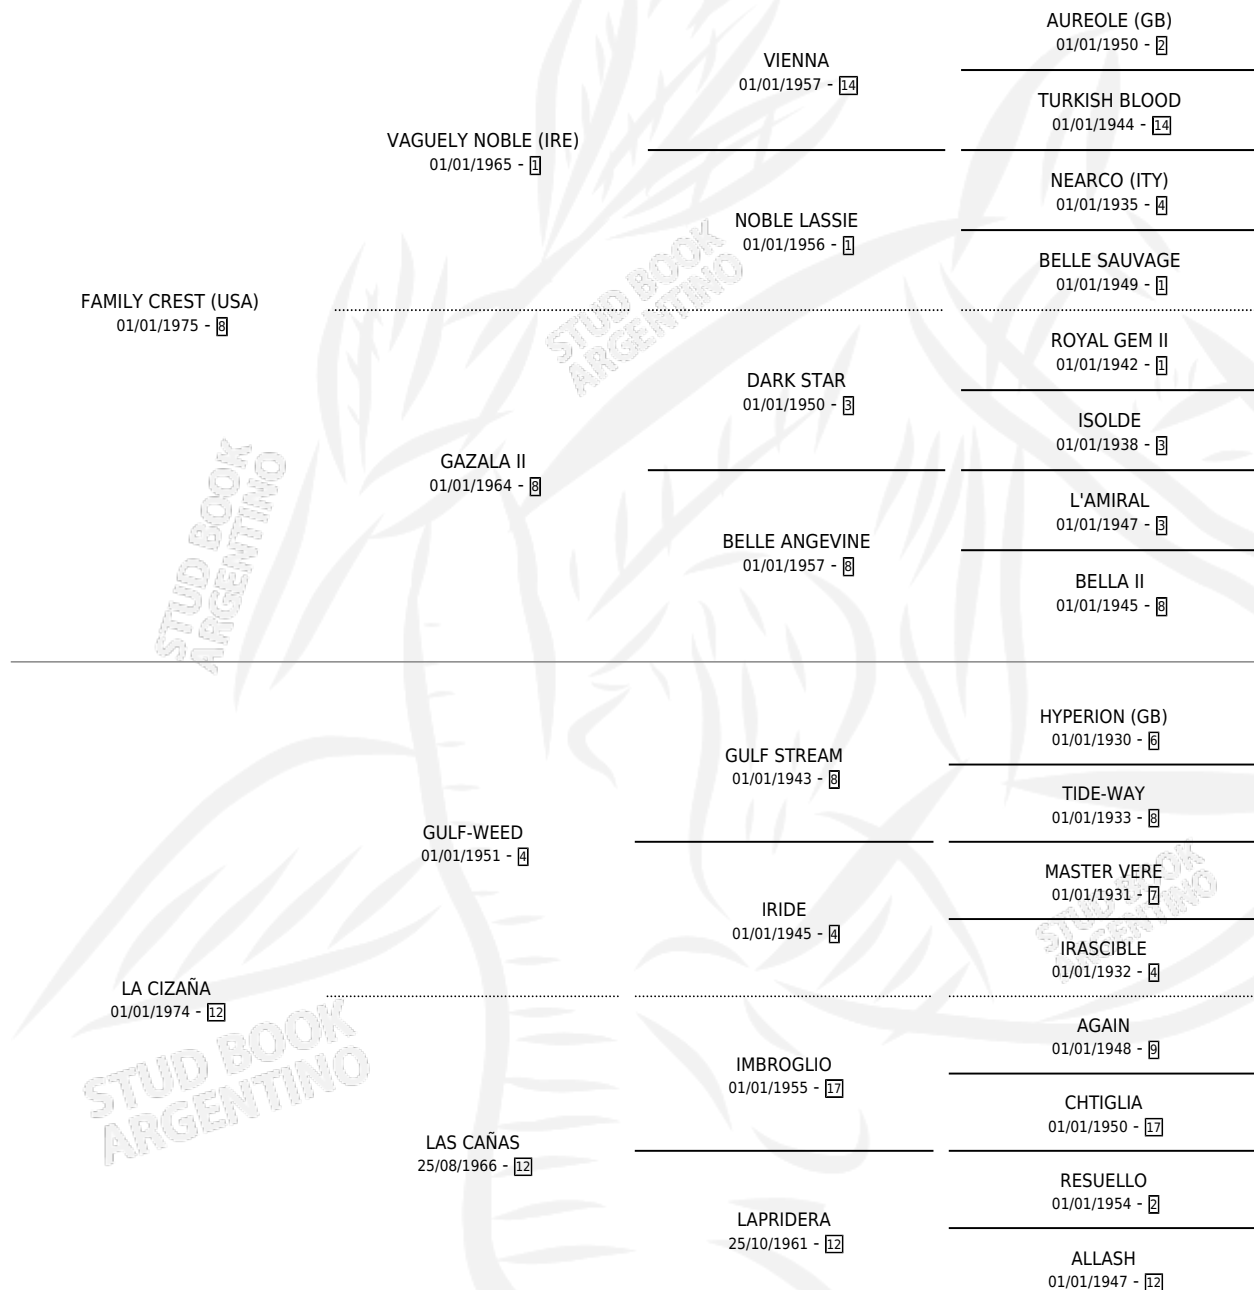 AUREOLE (GB)
01/01/1950 - 2
VIENNA
01/01/1957 - 14
TURKISH BLOOD
01/01/1944 - 14
VAGUELY NOBLE (IRE)
01/01/1965 - 1
NEARCO (ITY)
01/01/1935 - 4
NOBLE LASSIE
01/01/1956 - 1
BELLE SAUVAGE
01/01/1949 - 1
FAMILY CREST (USA)
01/01/1975 - 8
STUD BOOK
ARGENTINO
ROYAL GEM II
01/01/1942 - 1
DARK STAR
01/01/1950 - 3
ISOLDE
01/01/1938 - 3
GAZALA II
01/01/1964 - 8
L'AMIRAL
01/01/1947 - 3
BELLE ANGEVINE
01/01/1957 - 8
BELLA II
01/01/1945 - 8
STUD BOOK
ARGENTINO
HYPERION (GB)
01/01/1930 - 6
GULF STREAM
01/01/1943 - 8
TIDE-WAY
01/01/1933 - 8
GULF-WEED
01/01/1951 - 4
MASTER VERE
01/01/1931 - 7
IRIDE
01/01/1945 - 4
STUD BOOK
ARGENTINO
IRASCIBLE
01/01/1932 - 4
LA CIZAÑA
01/01/1974 - 12
AGAIN
01/01/1948 - 9
IMBROGLIO
01/01/1955 - 17
CHTIGLIA
01/01/1950 - 17
STUD BOOK
ARGENTINO
LAS CAÑAS
25/08/1966 - 12
RESUELLO
01/01/1954 - 2
LAPRIDERA
25/10/1961 - 12
ALLASH
01/01/1947 - 12